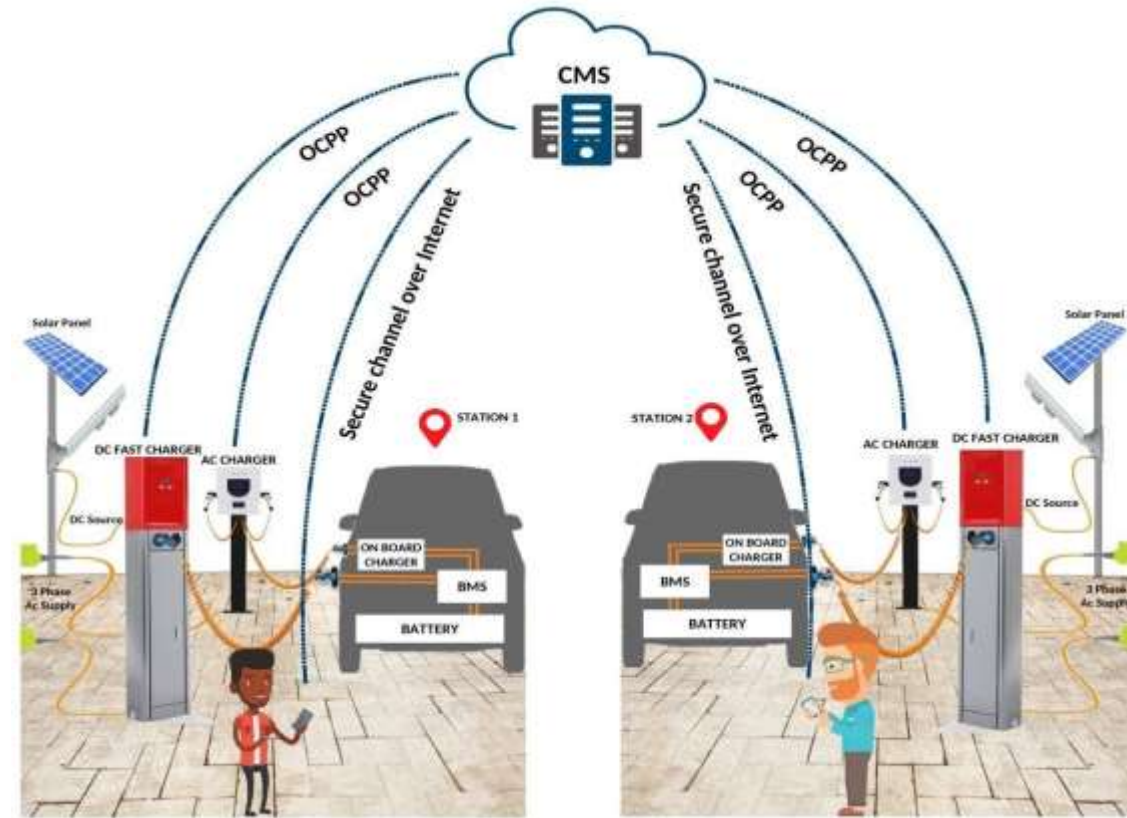 CMS
OCPP
OCPP
Secure channel over Internet
Secure channel over Internet
OCPP
OCPP
Solar Panel
DC FAST CHARGER
AC CHARGER
DC Source
3 Phase
Ac Supply
STATION 1
ON BOARD
CHARGER
BMS
BATTERY
STATION 2
ON BOARD
CHARGER
BMS
BATTERY
AC CHARGER
DC FAST CHARGER
Solar Panel
DC Source
3 Phase
Ac Supply